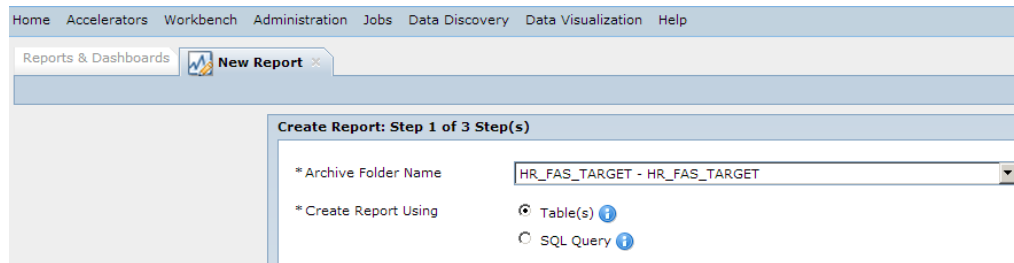 Home Accelerators Workbench Administration Jobs Data Discovery Data Visualization Help
Reports & Dashboards New Report ×
Create Report: Step 1 of 3 Step(s)
* Archive Folder Name HR_FAS_TARGET - HR_FAS_TARGET
* Create Report Using Table(s) i
SQL Query i